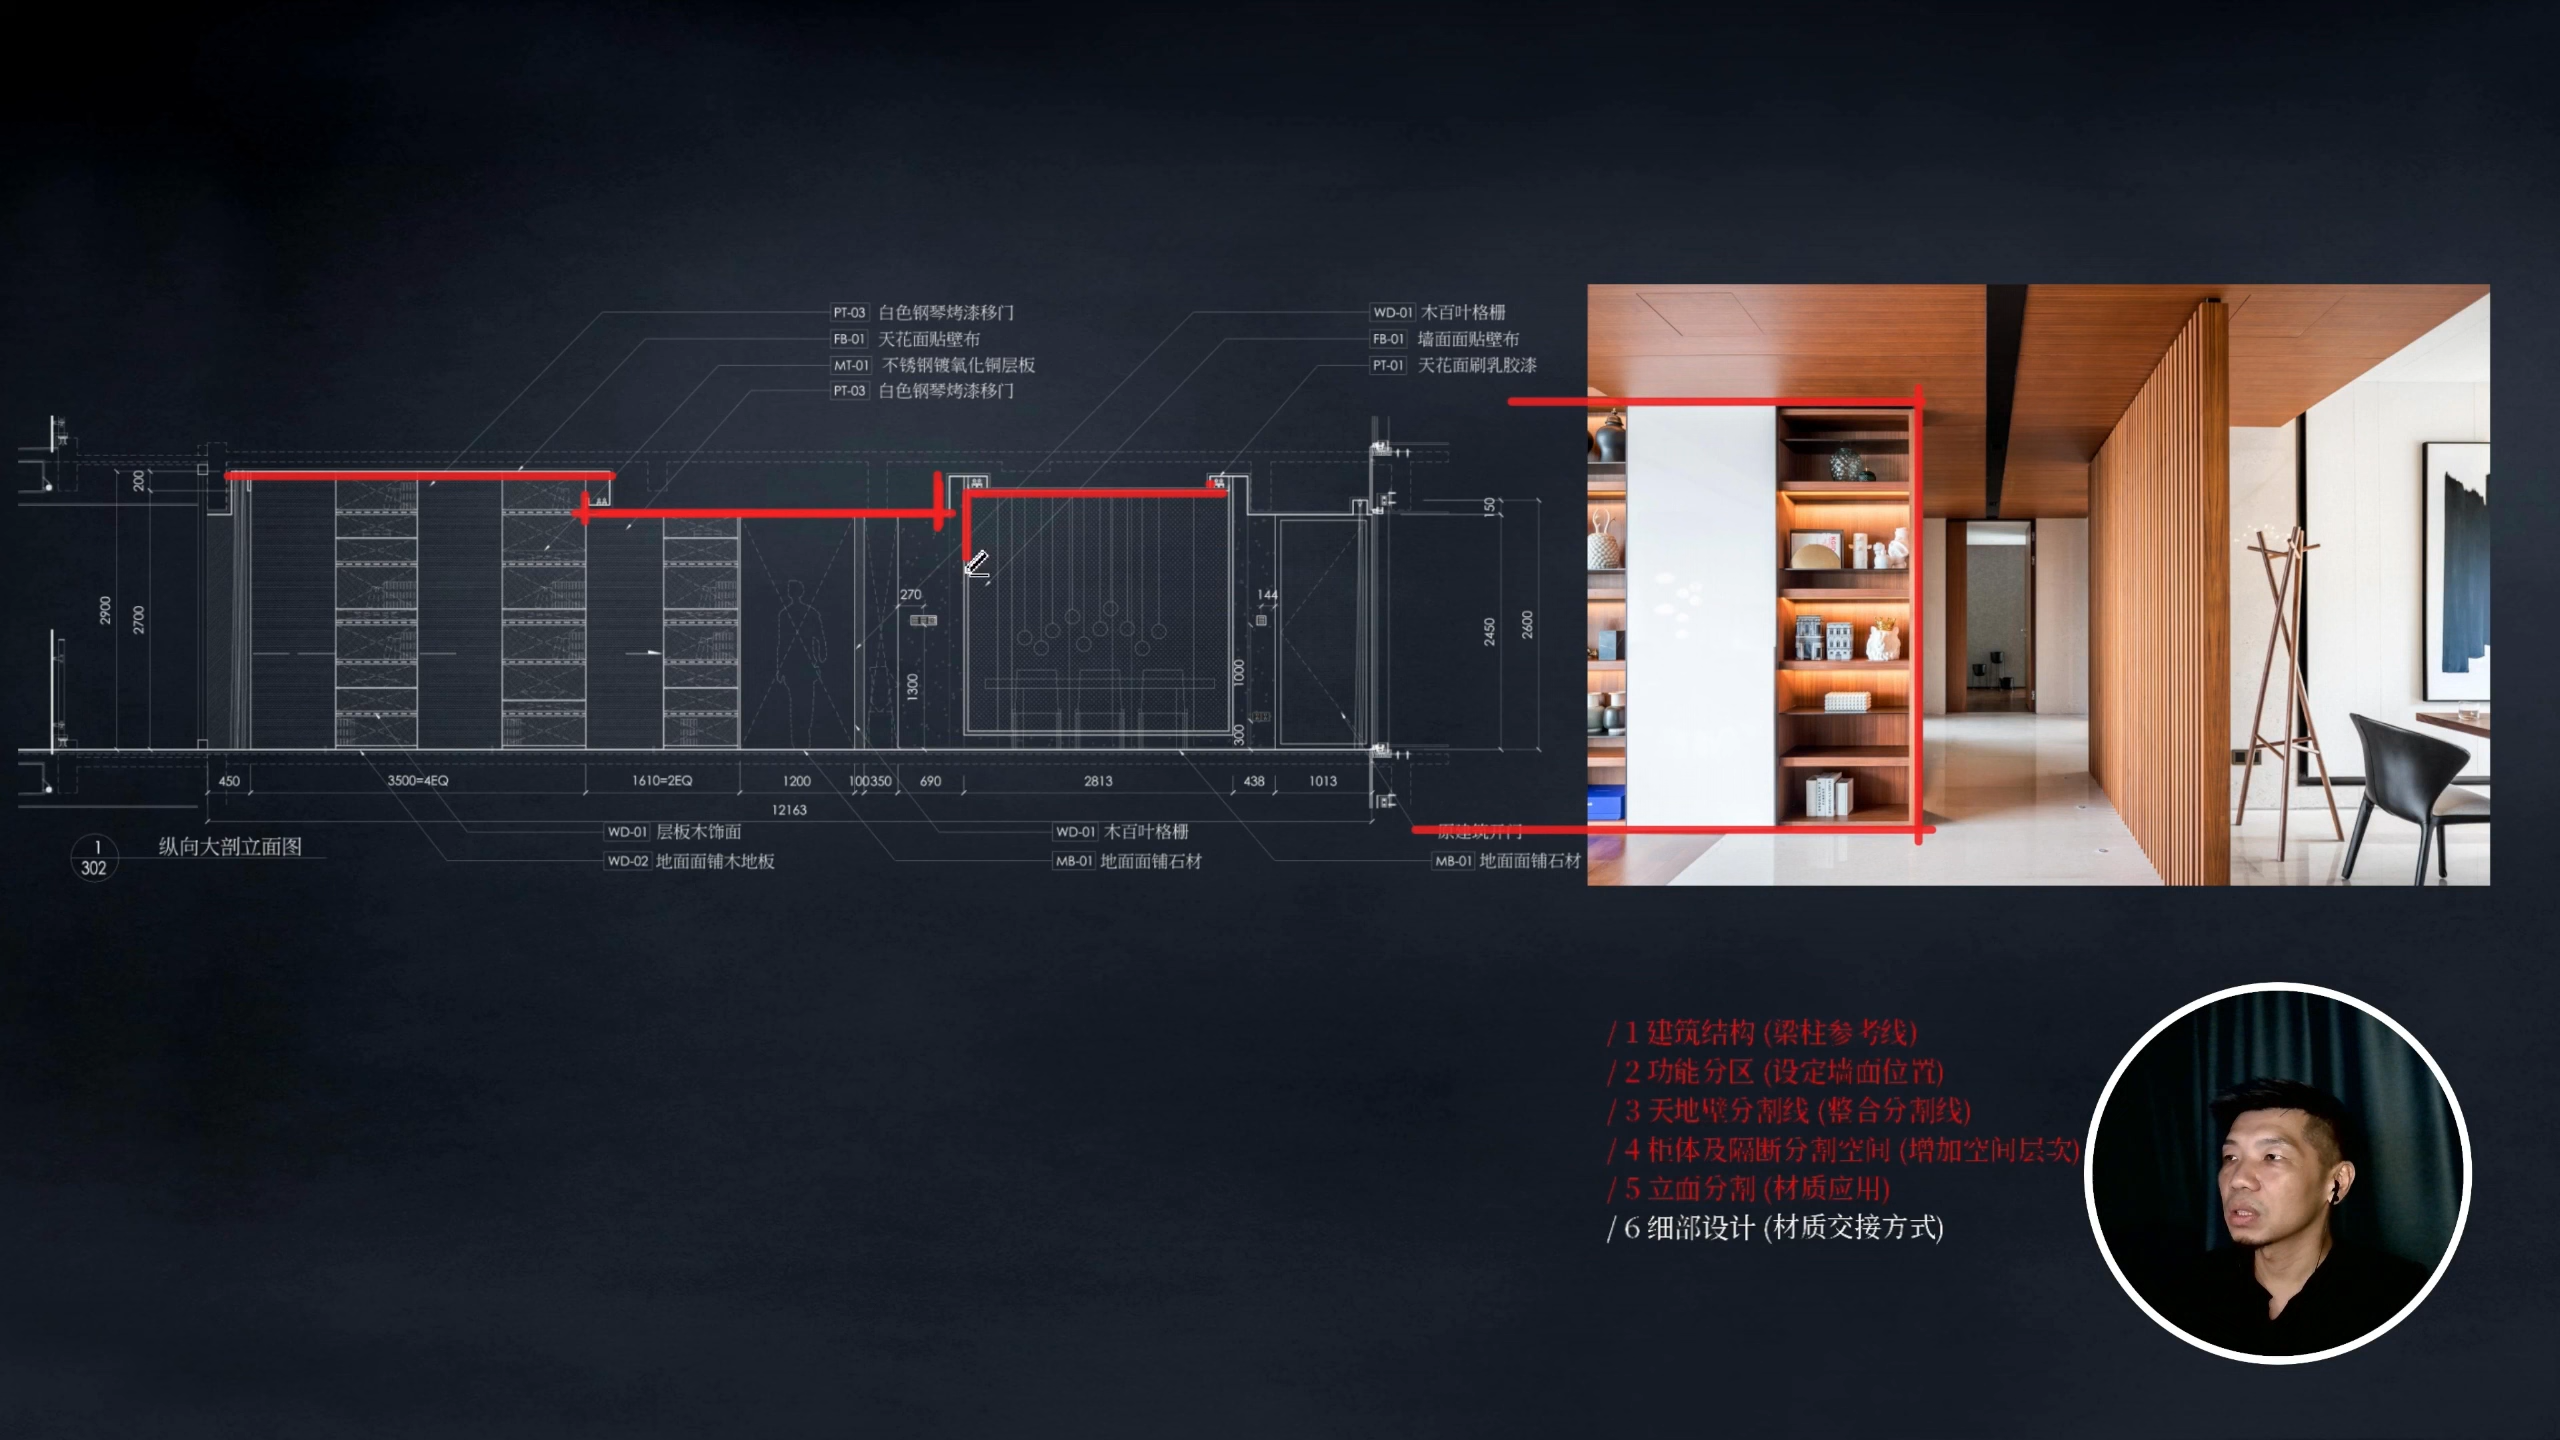 PT-03 白色钢琴烤漆移门
FB-01 天花面贴壁布
MT-01 不锈钢镀氧化铜层板
PT-03 白色钢琴烤漆移门
WD-01 木百叶格栅
FB-01 墙面面贴壁布
PT-01 天花面刷乳胶漆
200
2900
2700
270
1300
144
1000
300
150
2450
2600
450
3500=4EQ
1610=2EQ
1200
100
350
690
2813
438
1013
12163
1
302
纵向大剖立面图
WD-01 层板木饰面
WD-02 地面面铺木地板
WD-01 木百叶格栅
MB-01 地面面铺石材
原建筑开门
MB-01 地面面铺石材
/ 1 建筑结构 (梁柱参考线)
/ 2 功能分区 (设定墙面位置)
/ 3 天地壁分割线 (整合分割线)
/ 4 柜体及隔断分割空间 (增加空间层次)
/ 5 立面分割 (材质应用)
/ 6 细部设计 (材质交接方式)